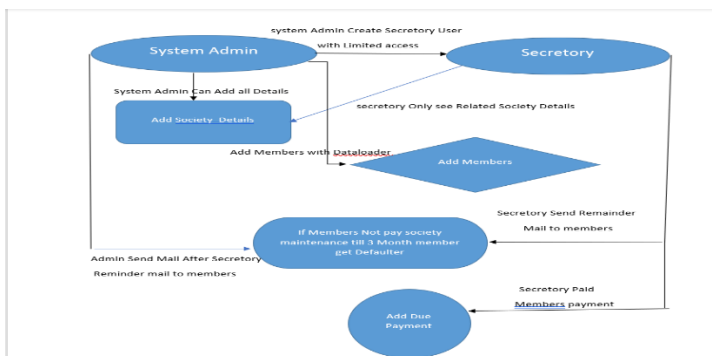 system Admin Create Secretory User
with Limited access
System Admin
Secretory
System Admin Can Add all Details
secretory Only see Related Society Details
Add Society Details
Add Members with Dataloader
Add Members
If Members Not pay society
maintenance till 3 Month member
get Defaulter
Secretory Send Remainder
Mail to members
Admin Send Mail After Secretory
Reminder mail to members
Secretory Paid
Members payment
Add Due
Payment